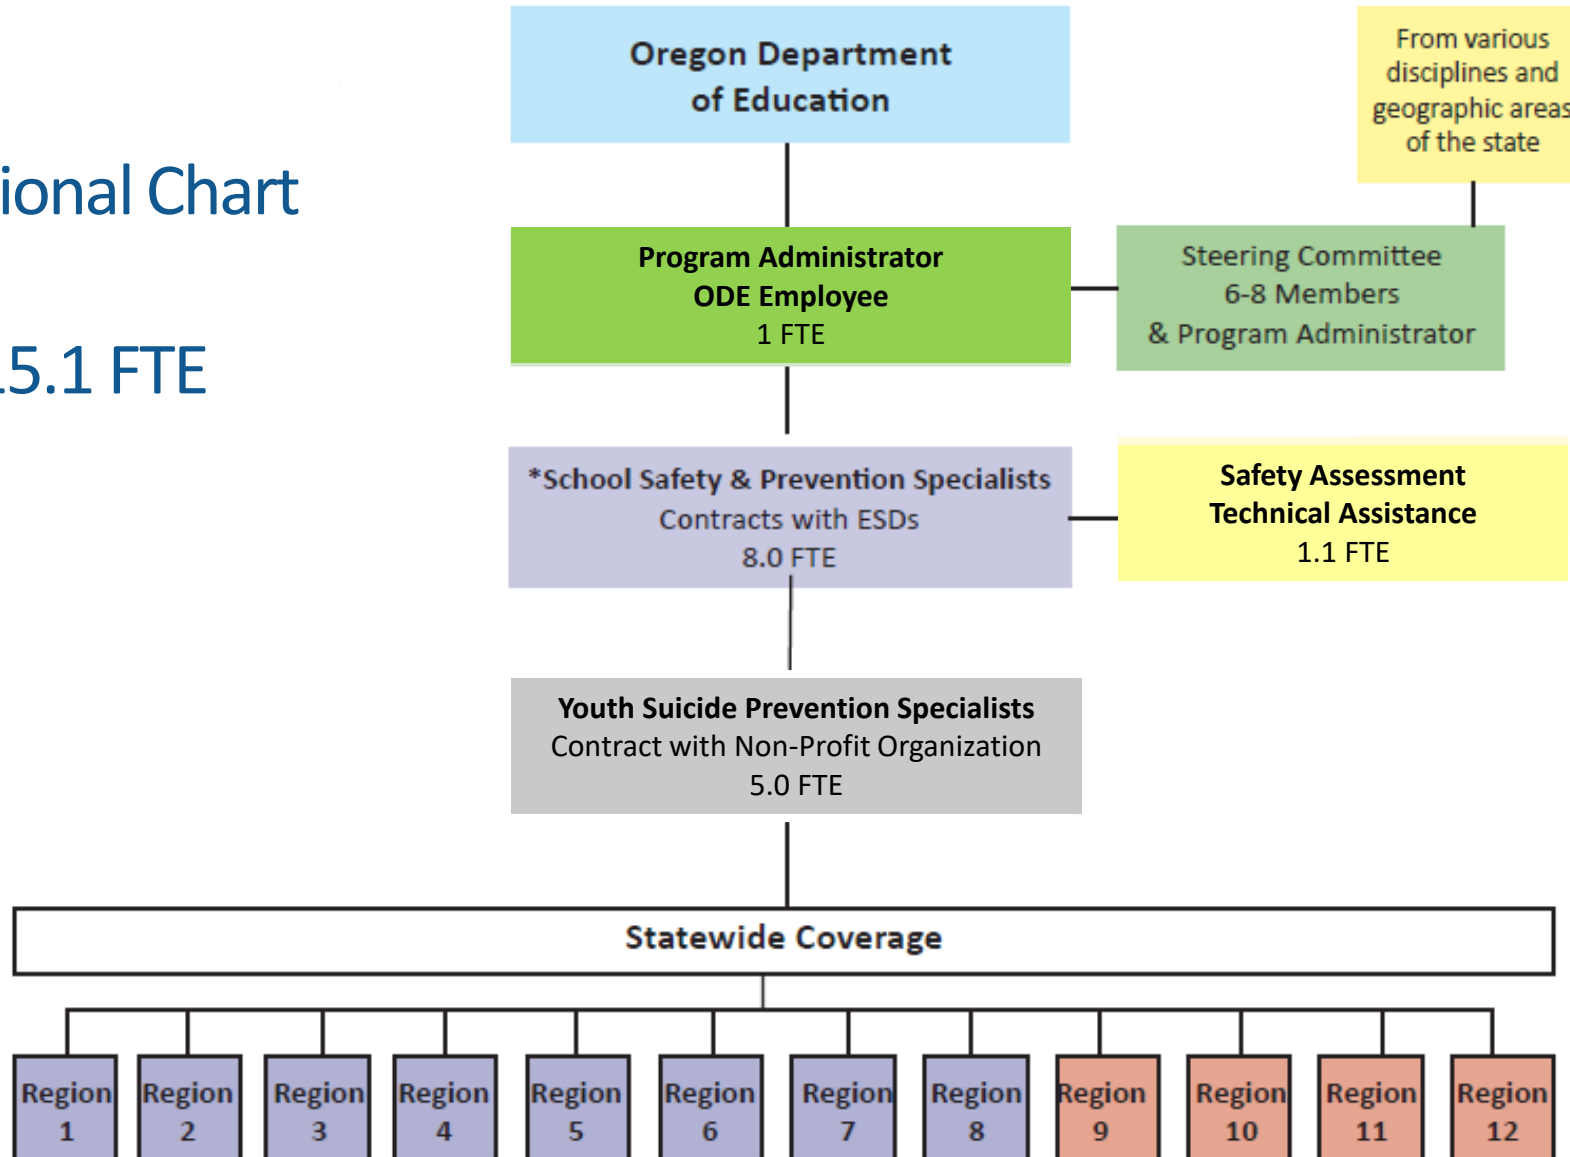 Oregon Department
of Education
From various
disciplines and
geographic areas
of the state
ional Chart
15.1 FTE
Program Administrator
ODE Employee
1 FTE
Steering Committee
6-8 Members
& Program Administrator
*School Safety & Prevention Specialists
Contracts with ESDs
8.0 FTE
Safety Assessment
Technical Assistance
1.1 FTE
Youth Suicide Prevention Specialists
Contract with Non-Profit Organization
5.0 FTE
Statewide Coverage
Region
1
Region
2
Region
3
Region
4
Region
5
Region
6
Region
7
Region
8
Region
9
Region
10
Region
11
Region
12